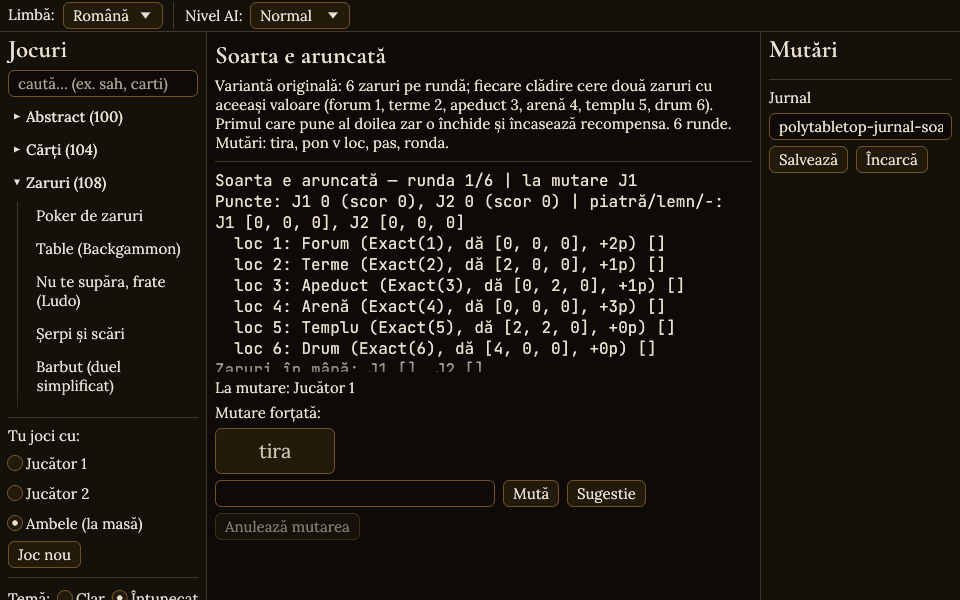 Limbă: Română Nivel AI: Normal
Jocuri
caută... (ex. sah, carti)
Abstract (100)
Cărți (104)
Zaruri (108)
Poker de zaruri
Table (Backgammon)
Nu te supăra, frate
(Ludo)
Șerpi și scări
Barbut (duel
simplificat)
Tu joci cu:
Jucător 1
Jucător 2
Ambele (la masă)
Joc nou
Temă: Clar Întunecat
Soarta e aruncată
Variantă originală: 6 zaruri pe rundă; fiecare clădire cere două zaruri cu
aceeași valoare (forum 1, terme 2, apeduct 3, arenă 4, templu 5, drum 6).
Primul care pune al doilea zar o închide și încasează recompensa. 6 runde.
Mutări: tira, pon v loc, pas, ronda.
Soarta e aruncată — runda 1/6 | la mutare J1
Puncte: J1 0 (scor 0), J2 0 (scor 0) | piatră/lemn/-:
J1 [0, 0, 0], J2 [0, 0, 0]
loc 1: Forum (Exact(1), dă [0, 0, 0], +2p) []
loc 2: Terme (Exact(2), dă [2, 0, 0], +1p) []
loc 3: Apeduct (Exact(3), dă [0, 2, 0], +1p) []
loc 4: Arenă (Exact(4), dă [0, 0, 0], +3p) []
loc 5: Templu (Exact(5), dă [2, 2, 0], +0p) []
loc 6: Drum (Exact(6), dă [4, 0, 0], +0p) []
Zaruri în mână: J1 [], J2 []
La mutare: Jucător 1
Mutare forțată:
tira
Mută Sugestie
Anulează mutarea
Mutări
Jurnal
polytabletop-jurnal-soa
Salvează Încarcă